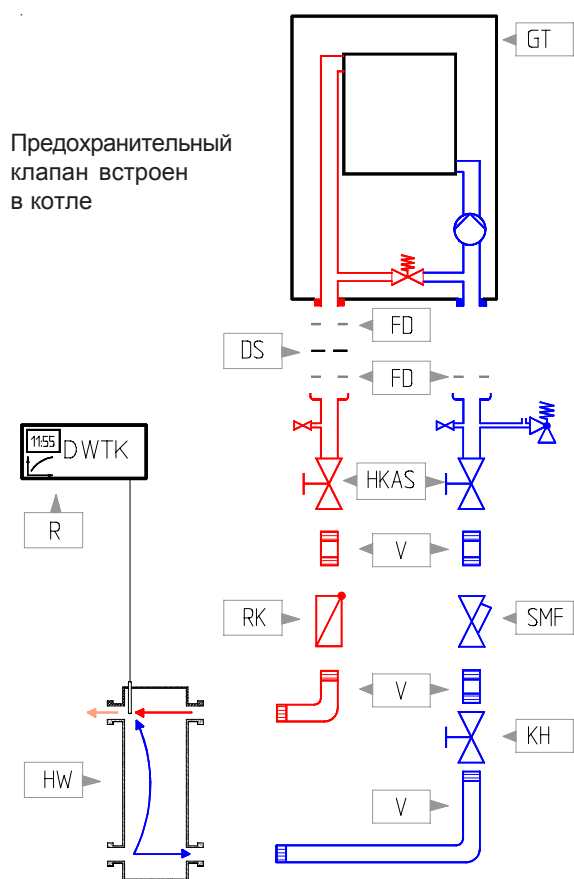 GT
Предохранительный
клапан встроен
в котле
FD
DS
FD
11:55 DWTK
HKAS
R
V
RK
SMF
V
KH
HW
V